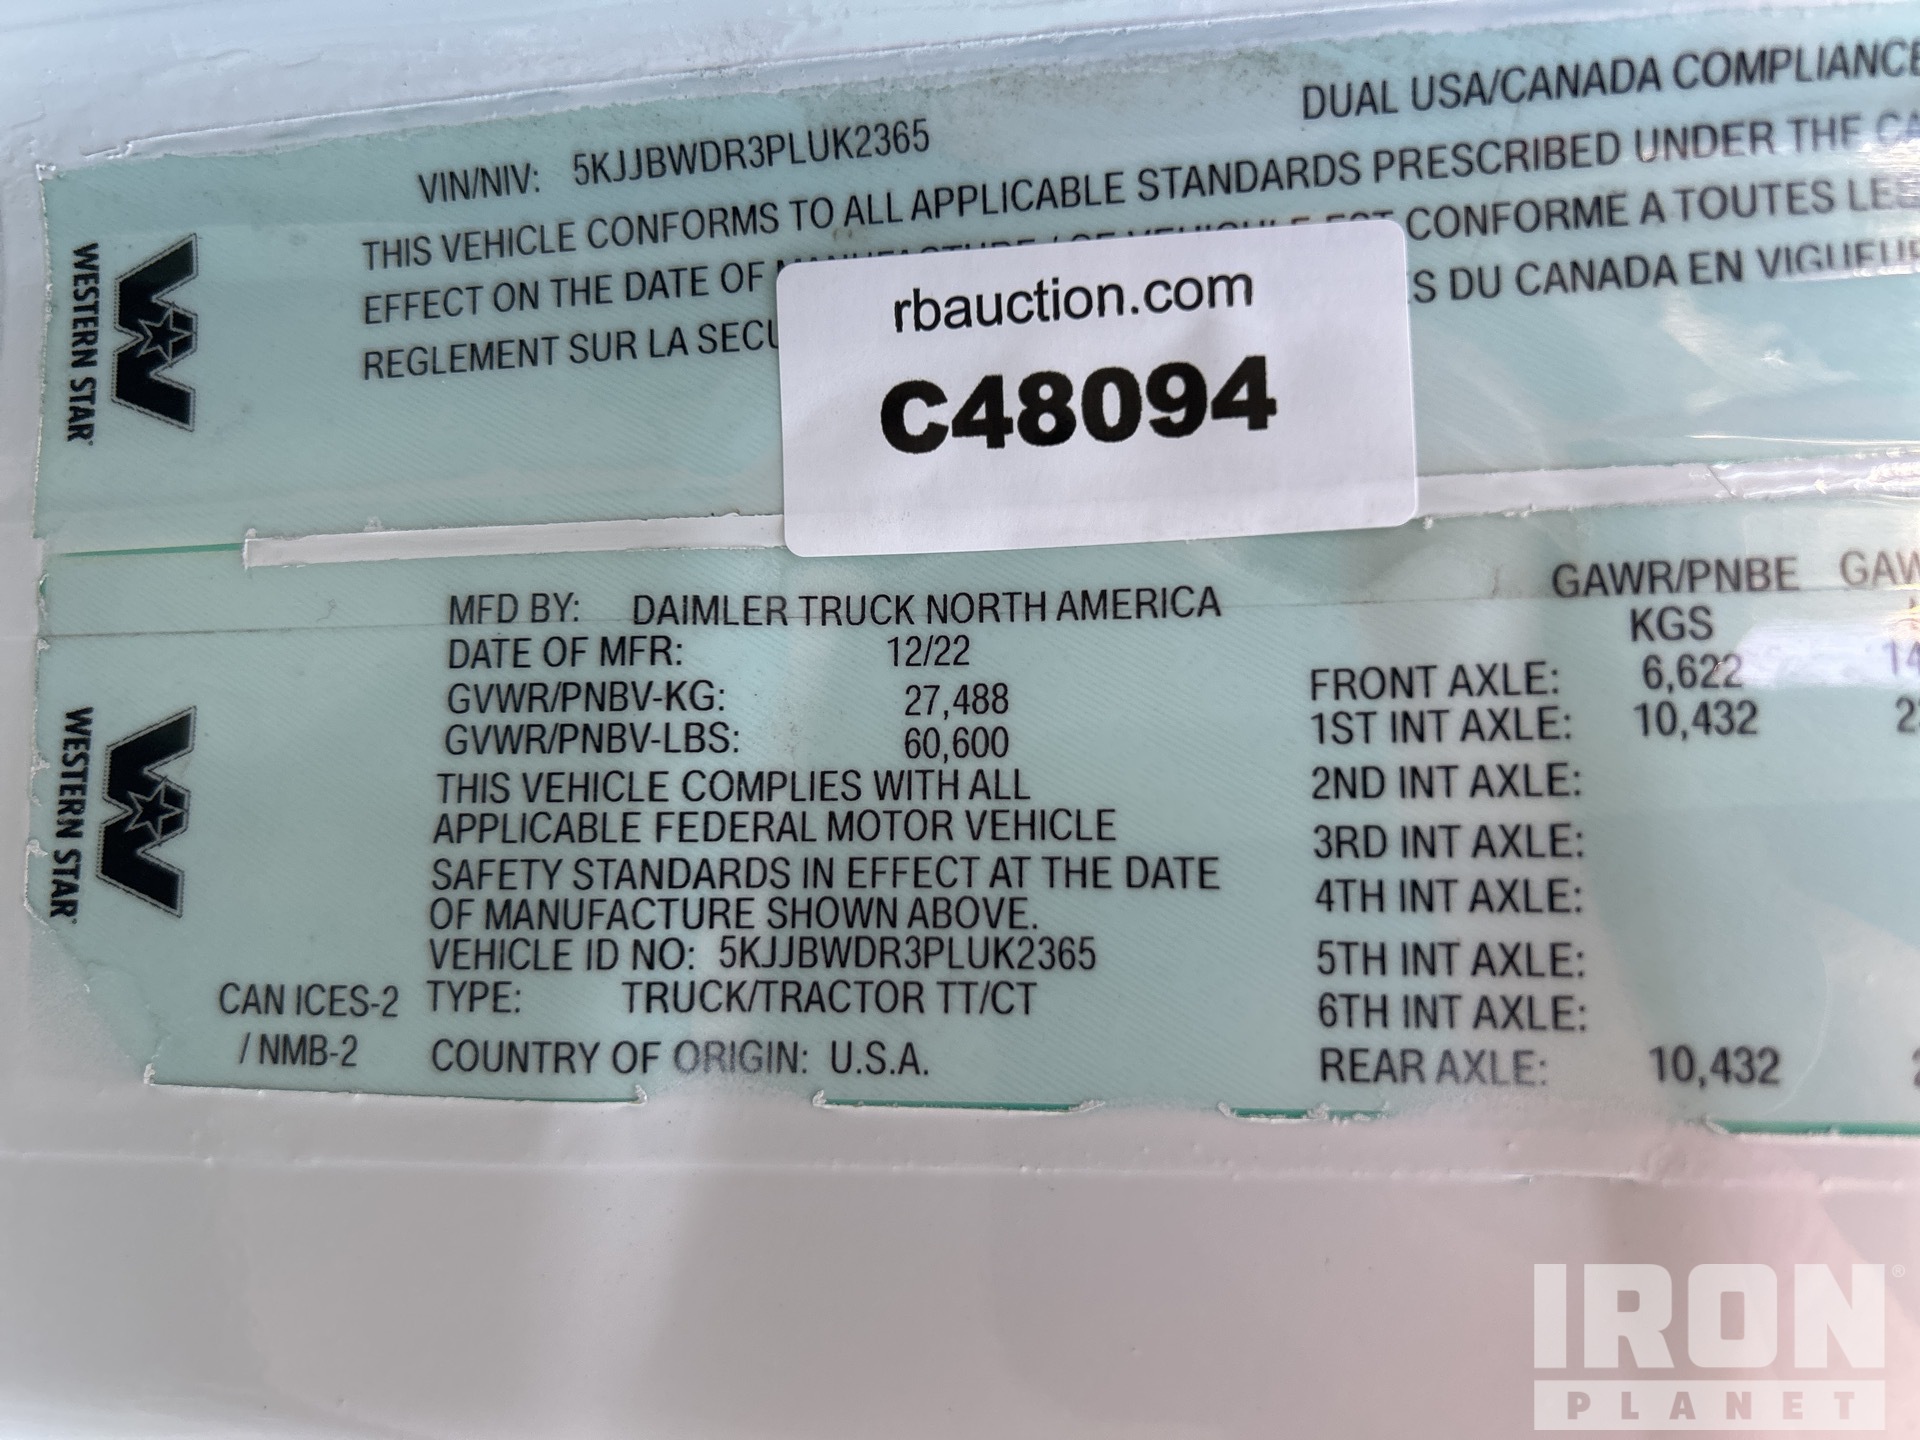 DUAL USA/CANADA COMPLIANCE
VIN/NIV: 5KJJBWDR3PLUK2365
THIS VEHICLE CONFORMS TO ALL APPLICABLE STANDARDS PRESCRIBED UNDER THE
EFFECT ON THE DATE OF MANUFACTURE / CE VEHICULE EST CONFORME A TOUTES LES
REGLEMENT SUR LA DU CANADA EN VIGUEUR
WESTERN STAR
rbauction.com
C48094
MFD BY: DAIMLER TRUCK NORTH AMERICA
DATE OF MFR: 12/22
GVWR/PNBV-KG: 27,488
GVWR/PNBV-LBS: 60,600
THIS VEHICLE COMPLIES WITH ALL
APPLICABLE FEDERAL MOTOR VEHICLE
SAFETY STANDARDS IN EFFECT AT THE DATE
OF MANUFACTURE SHOWN ABOVE.
VEHICLE ID NO: 5KJJBWDR3PLUK2365
TYPE: TRUCK/TRACTOR TT/CT
COUNTRY OF ORIGIN: U.S.A.
WESTERN STAR
CAN ICES-2
/ NMB-2
GAWR/PNBE
KGS
FRONT AXLE: 6,622
1ST INT AXLE: 10,432
2ND INT AXLE:
3RD INT AXLE:
4TH INT AXLE:
5TH INT AXLE:
6TH INT AXLE:
REAR AXLE: 10,432
IRON®
PLANET